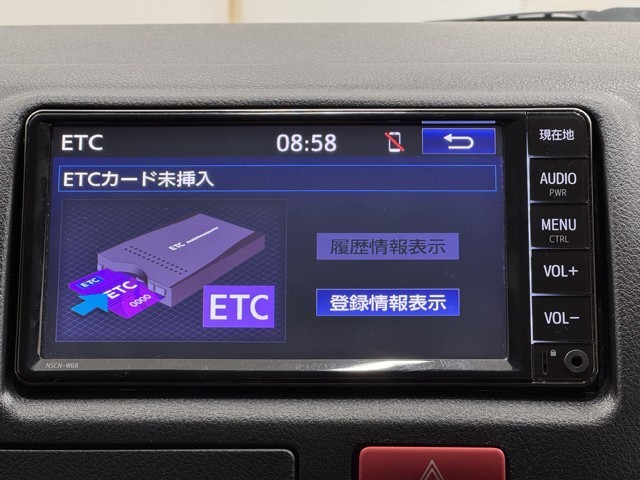 ETC 08:58
ETCカード未挿入
ETC
ETC
ETC
0000
ETC
履歴情報表示
登録情報表示
現在地
AUDIO
PWR
MENU
CTRL
VOL+
VOL−
NSCN-W68